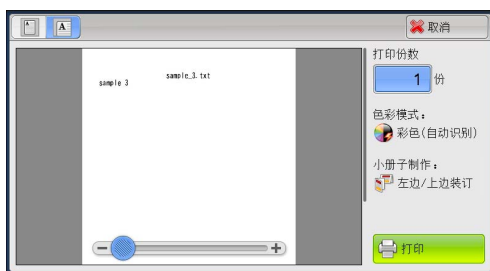 A A
取消
sample_3.txt
sample 3
打印份数
1 份
色彩模式：
彩色(自动识别)
小册子制作：
左边/上边装订
打印